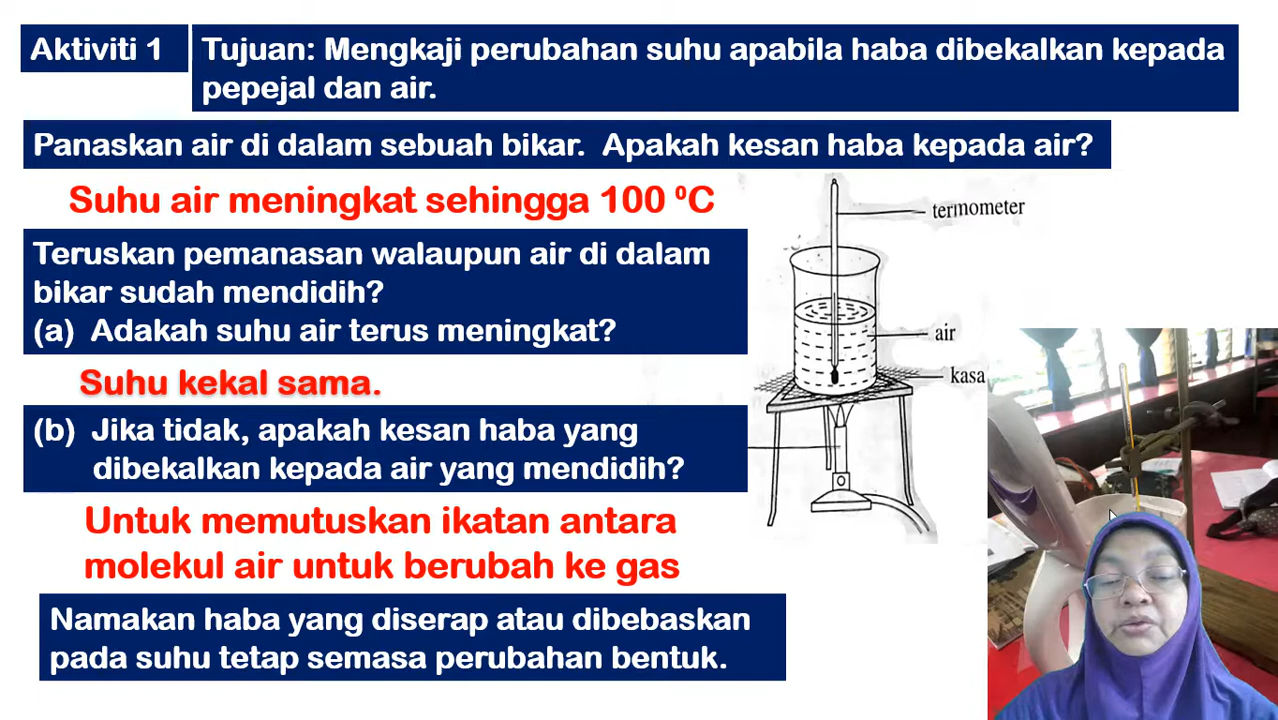 Aktiviti 1
Tujuan: Mengkaji perubahan suhu apabila haba dibekalkan kepada
pepejal dan air.
Panaskan air di dalam sebuah bikar. Apakah kesan haba kepada air?
Suhu air meningkat sehingga 100 ⁰C
termometer
Teruskan pemanasan walaupun air di dalam
bikar sudah mendidih?
(a) Adakah suhu air terus meningkat?
air
kasa
Suhu kekal sama.
(b) Jika tidak, apakah kesan haba yang
dibekalkan kepada air yang mendidih?
Untuk memutuskan ikatan antara
molekul air untuk berubah ke gas
Namakan haba yang diserap atau dibebaskan
pada suhu tetap semasa perubahan bentuk.